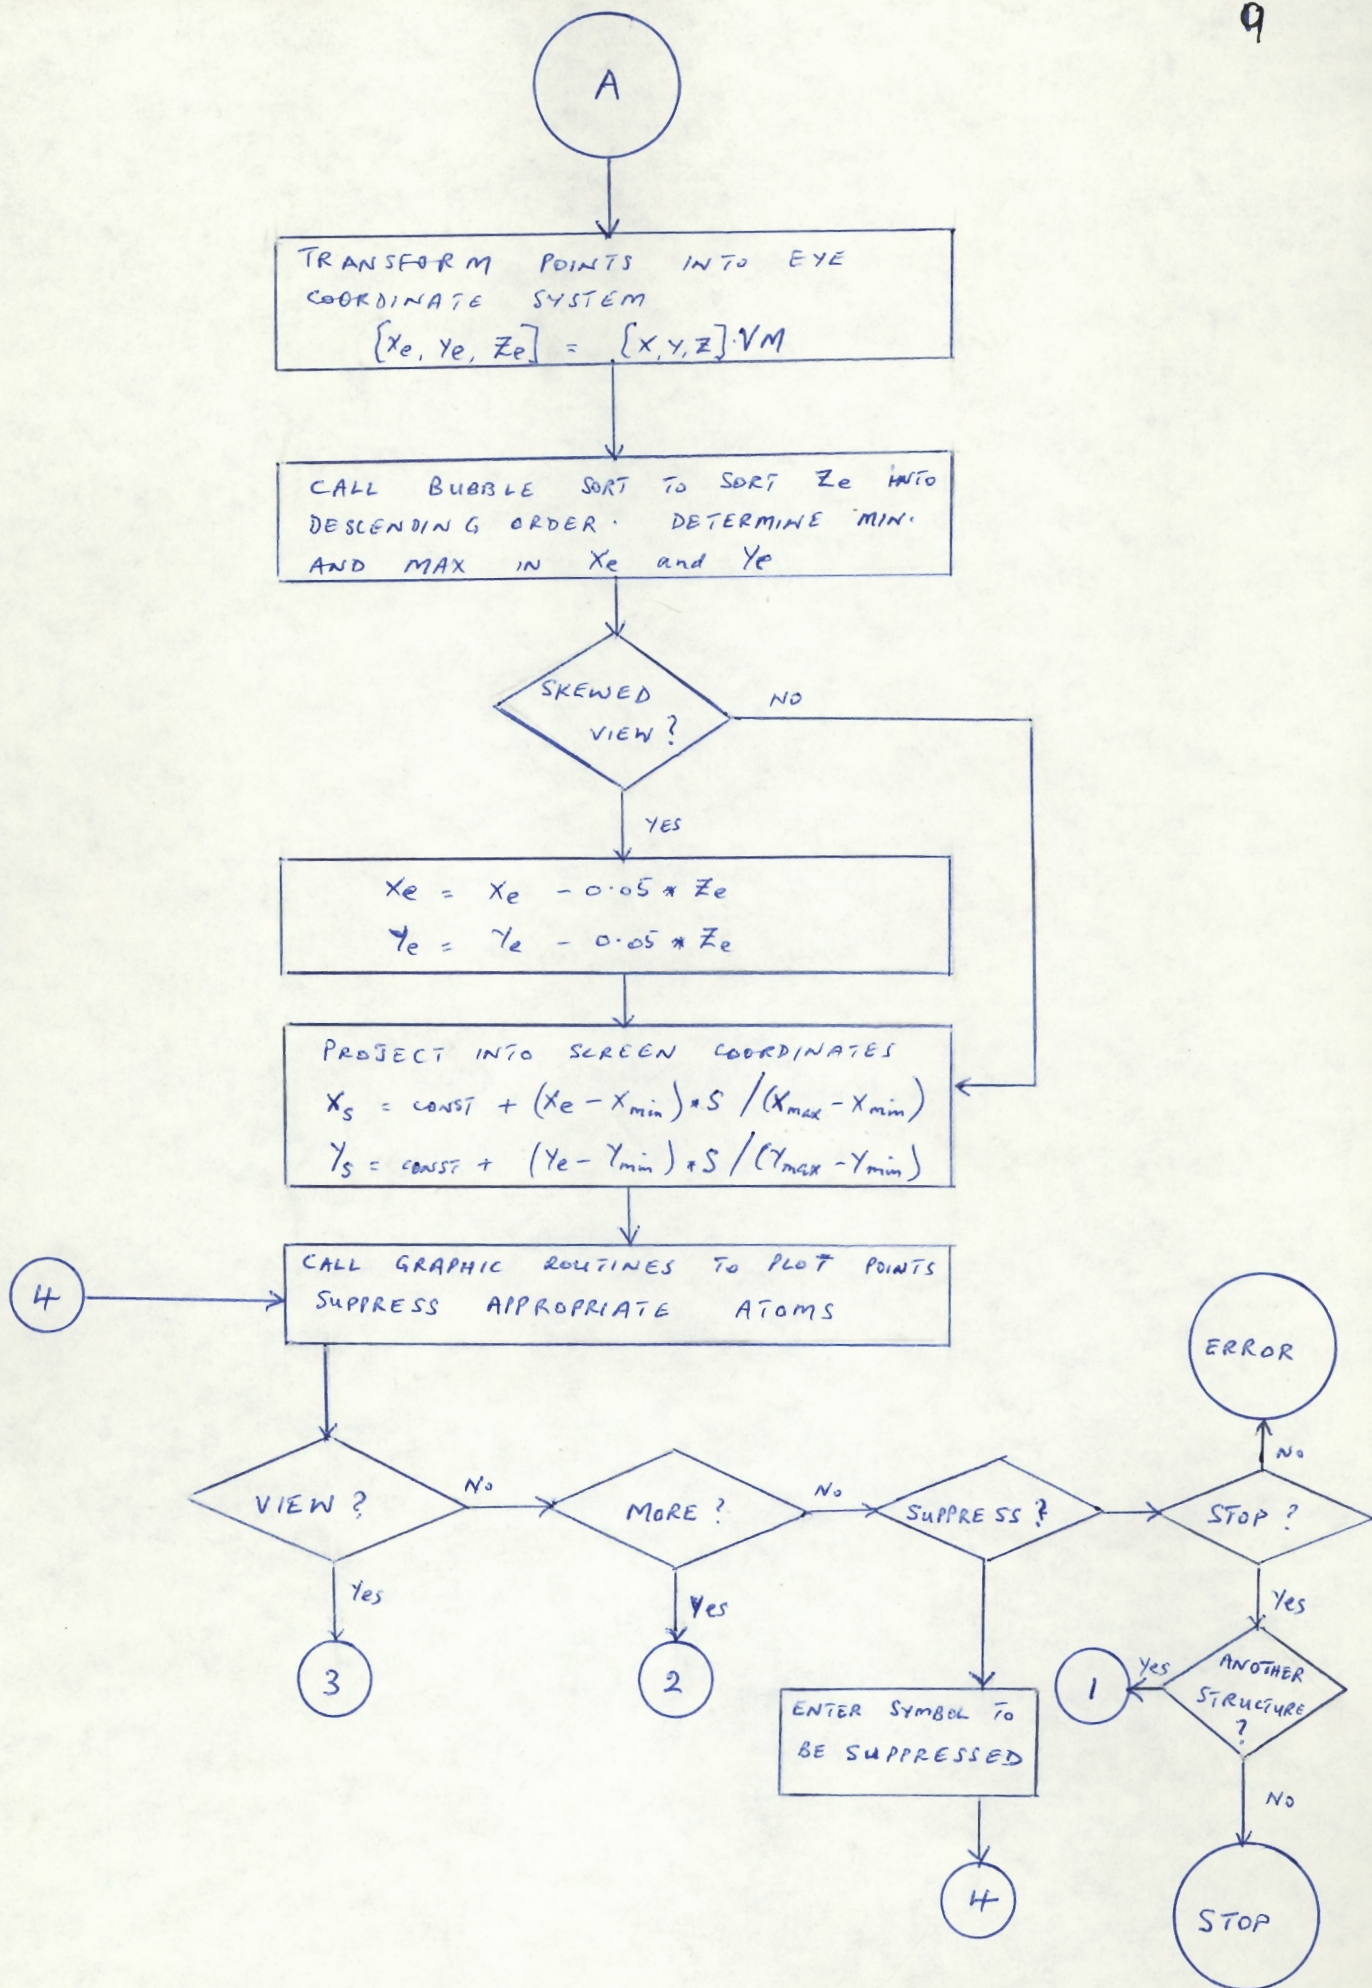 9
A
TRANSFORM POINTS INTO EYE
COORDINATE SYSTEM
[Xe, Ye, Ze] = [X, Y, Z]·VM
CALL BUBBLE SORT TO SORT Ze INTO
DESCENDING ORDER. DETERMINE MIN.
AND MAX IN Xe and Ye
SKEWED
VIEW?
NO
YES
Xe = Xe - 0.05 * Ze
Ye = Ye - 0.05 * Ze
PROJECT INTO SCREEN COORDINATES
Xs = CONST + (Xe - Xmin) * S / (Xmax - Xmin)
Ys = CONST + (Ye - Ymin) * S / (Ymax - Ymin)
4
CALL GRAPHIC ROUTINES TO PLOT POINTS
SUPPRESS APPROPRIATE ATOMS
ERROR
No
VIEW?
No
MORE?
No
SUPPRESS?
STOP?
Yes
Yes
Yes
3
2
1
Yes
ANOTHER
STRUCTURE
?
ENTER SYMBOL TO
BE SUPPRESSED
NO
4
STOP